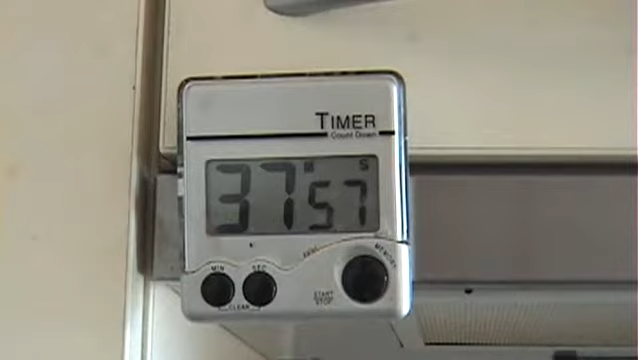 TIMER
Count Down
M S
37 57
MEMORY
MIN SEC
CLEAR
START
STOP